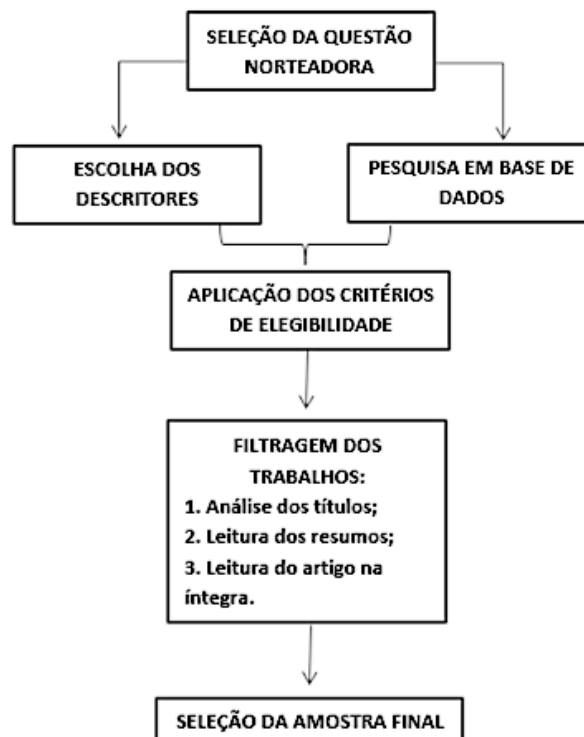 SELEÇÃO DA QUESTÃO
NORTEADORA
ESCOLHA DOS
DESCRITORES
PESQUISA EM BASE DE
DADOS
APLICAÇÃO DOS CRITÉRIOS
DE ELEGIBILIDADE
FILTRAGEM DOS
TRABALHOS:
1. Análise dos títulos;
2. Leitura dos resumos;
3. Leitura do artigo na
íntegra.
SELEÇÃO DA AMOSTRA FINAL